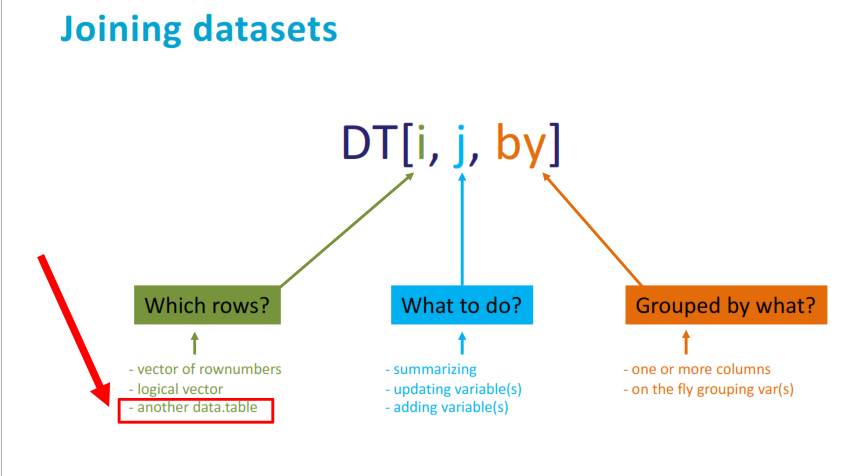 Joining datasets
DT[i, j, by]
Which rows?
What to do?
Grouped by what?
- vector of rownumbers
- logical vector
- another data.table
- summarizing
- updating variable(s)
- adding variable(s)
- one or more columns
- on the fly grouping var(s)